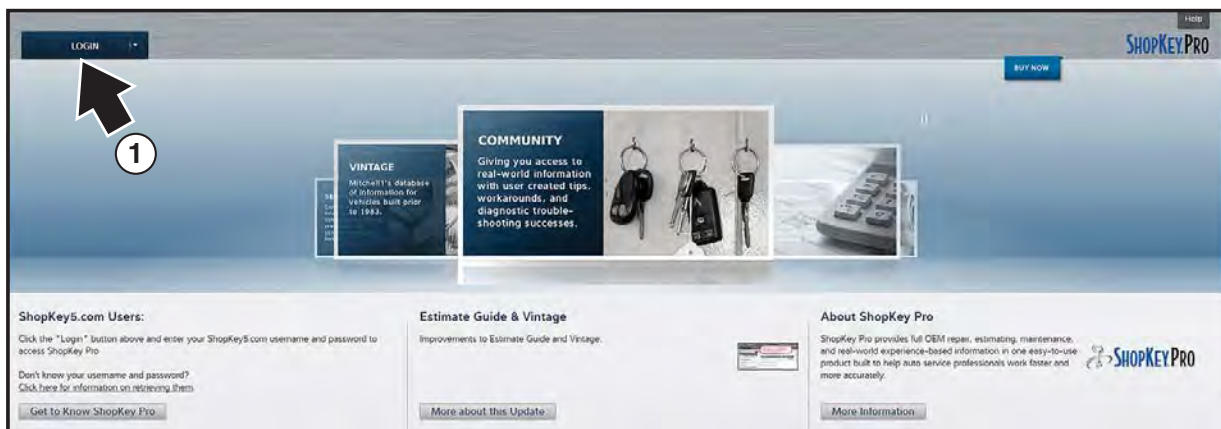 LOGIN
Help
SHOPKEY PRO
BUY NOW
1
VINTAGE
Mitchell1's database
of information for
vehicles built prior
to 1983.
COMMUNITY
Giving you access to
real-world information
with user created tips,
workarounds, and
diagnostic trouble-
shooting successes.
ShopKey5.com Users:
Click the "Login" button above and enter your ShopKey5.com username and password to
access ShopKey Pro
Don't know your username and password?
Click here for information on retrieving them.
Get to Know ShopKey Pro
Estimate Guide & Vintage
Improvements to Estimate Guide and Vintage.
More about this Update
About ShopKey Pro
ShopKey Pro provides full OEM repair, estimating, maintenance,
and real-world experience-based information in one easy-to-use
product built to help auto service professionals work faster and
more accurately.
SHOPKEY PRO
More Information